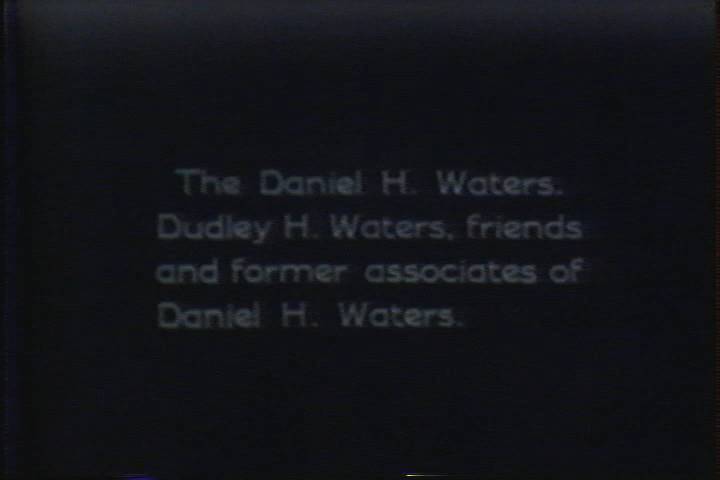 The Daniel H. Waters.
Dudley H. Waters, friends
and former associates of
Daniel H. Waters.